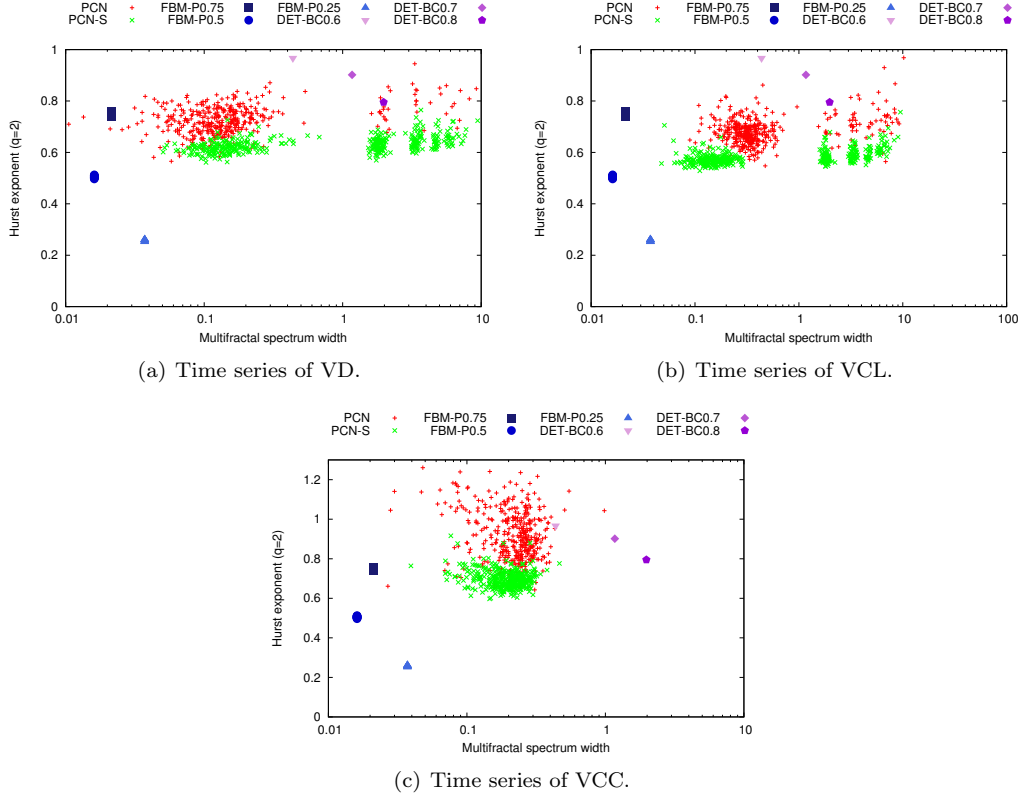 PCN FBM-P0.75 FBM-P0.25 DET-BC0.7
PCN-S FBM-P0.5 DET-BC0.6 DET-BC0.8
1
0.8
0.6
0.4
0.2
0
Hurst exponent (q=2)
0.01 0.1 1 10
Multifractal spectrum width
(a) Time series of VD.
PCN FBM-P0.75 FBM-P0.25 DET-BC0.7
PCN-S FBM-P0.5 DET-BC0.6 DET-BC0.8
1
0.8
0.6
0.4
0.2
0
Hurst exponent (q=2)
0.01 0.1 1 10 100
Multifractal spectrum width
(b) Time series of VCL.
PCN FBM-P0.75 FBM-P0.25 DET-BC0.7
PCN-S FBM-P0.5 DET-BC0.6 DET-BC0.8
1.2
1
0.8
0.6
0.4
0.2
0
Hurst exponent (q=2)
0.01 0.1 1 10
Multifractal spectrum width
(c) Time series of VCC.